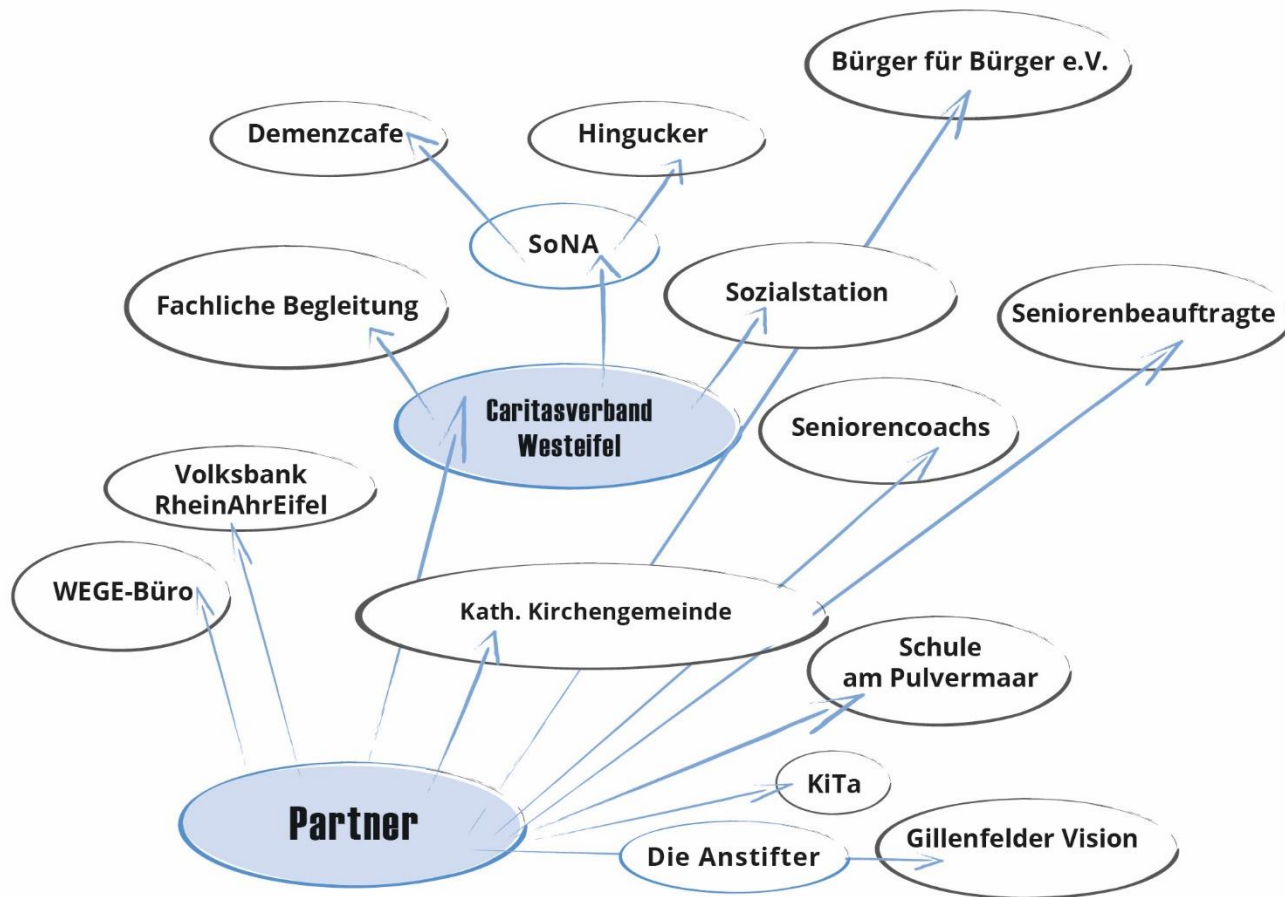 Bürger für Bürger e.V.
Demenzcafe
Hingucker
SoNA
Fachliche Begleitung
Sozialstation
Seniorenbeauftragte
Caritasverband
Westeifel
Seniorencoachs
Volksbank
RheinAhrEifel
WEGE-Büro
Kath. Kirchengemeinde
Schule
am Pulvermaar
KiTa
Partner
Die Anstifter
Gillenfelder Vision